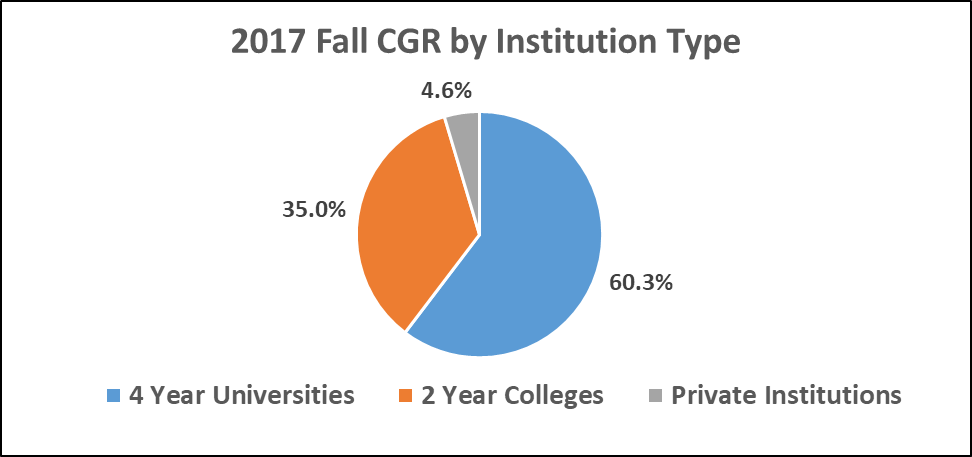 2017 Fall CGR by Institution Type
4.6%
35.0%
60.3%
4 Year Universities
2 Year Colleges
Private Institutions